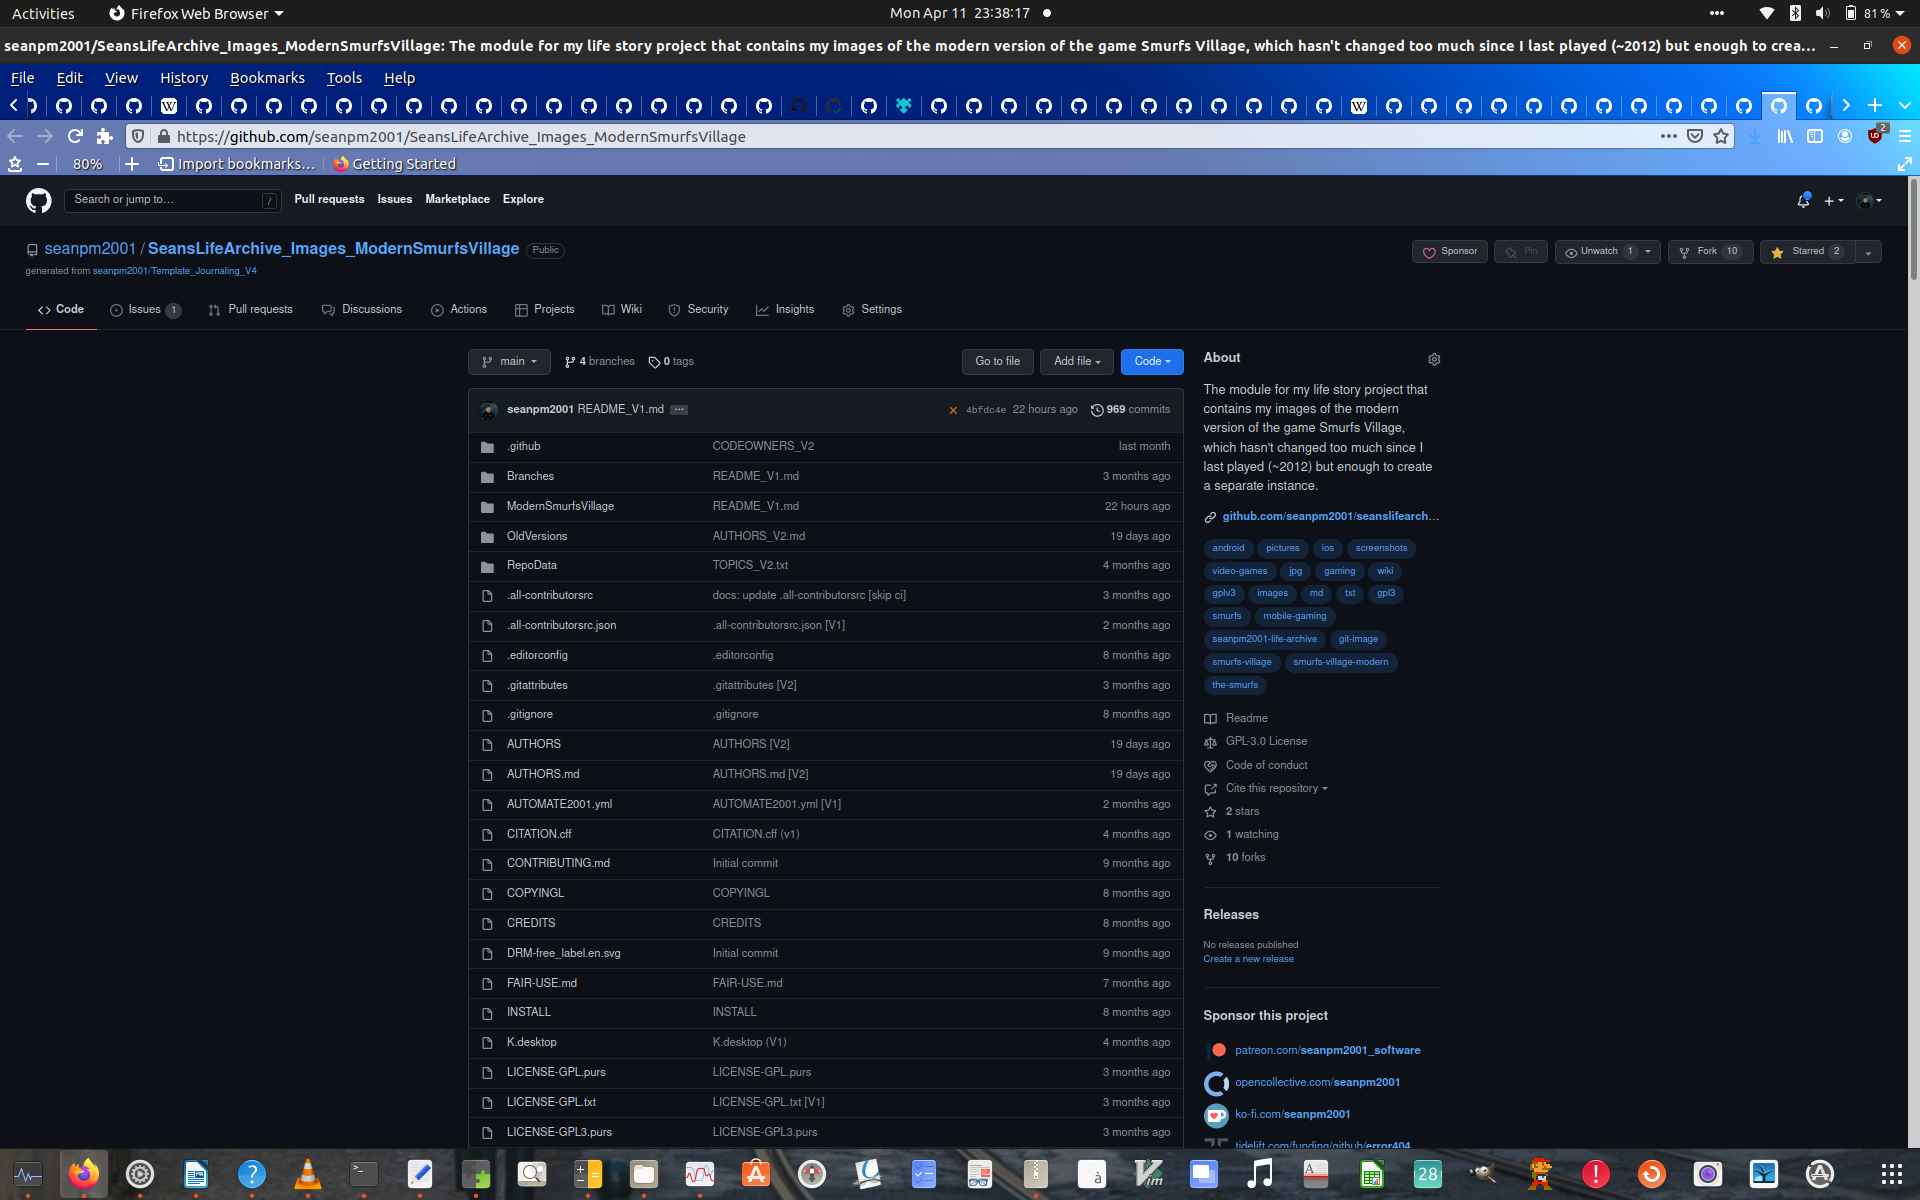 Activities Firefox Web Browser Mon Apr 11 23:38:17 81 %
seanpm2001/SeansLifeArchive_Images_ModernSmurfsVillage: The module for my life story project that contains my images of the modern version of the game Smurfs Village, which hasn't changed too much since I last played (~2012) but enough to crea…
File Edit View History Bookmarks Tools Help
https://github.com/seanpm2001/SeansLifeArchive_Images_ModernSmurfsVillage 2
80% Import bookmarks… Getting Started
Search or jump to… / Pull requests Issues Marketplace Explore
seanpm2001 / SeansLifeArchive_Images_ModernSmurfsVillage Public Sponsor Pin Unwatch 1 Fork 10 Starred 2
generated from seanpm2001/Template_Journaling_V4
Code Issues 1 Pull requests Discussions Actions Projects Wiki Security Insights Settings
main 4 branches 0 tags Go to file Add file Code
seanpm2001 README_V1.md ... 4bfdc4e 22 hours ago 969 commits
.github CODEOWNERS_V2 last month
Branches README_V1.md 3 months ago
ModernSmurfsVillage README_V1.md 22 hours ago
OldVersions AUTHORS_V2.md 19 days ago
RepoData TOPICS_V2.txt 4 months ago
.all-contributorsrc docs: update .all-contributorsrc [skip ci] 3 months ago
.all-contributorsrc.json .all-contributorsrc.json [V1] 2 months ago
.editorconfig .editorconfig 8 months ago
.gitattributes .gitattributes [V2] 3 months ago
.gitignore .gitignore 8 months ago
AUTHORS AUTHORS [V2] 19 days ago
AUTHORS.md AUTHORS.md [V2] 19 days ago
AUTOMATE2001.yml AUTOMATE2001.yml [V1] 2 months ago
CITATION.cff CITATION.cff (v1) 4 months ago
CONTRIBUTING.md Initial commit 9 months ago
COPYINGL COPYINGL 8 months ago
CREDITS CREDITS 8 months ago
DRM-free_label.en.svg Initial commit 9 months ago
FAIR-USE.md FAIR-USE.md 7 months ago
INSTALL INSTALL 8 months ago
K.desktop K.desktop (V1) 4 months ago
LICENSE-GPL.purs LICENSE-GPL.purs 3 months ago
LICENSE-GPL.txt LICENSE-GPL.txt [V1] 3 months ago
LICENSE-GPL3.purs LICENSE-GPL3.purs 3 months ago
About
The module for my life story project that
contains my images of the modern
version of the game Smurfs Village,
which hasn't changed too much since I
last played (~2012) but enough to create
a separate instance.
github.com/seanpm2001/seanslifearch…
android pictures ios screenshots
video-games jpg gaming wiki
gplv3 images md txt gpl3
smurfs mobile-gaming
seanpm2001-life-archive git-image
smurfs-village smurfs-village-modern
the-smurfs
Readme
GPL-3.0 License
Code of conduct
Cite this repository
2 stars
1 watching
10 forks
Releases
No releases published
Create a new release
Sponsor this project
patreon.com/seanpm2001_software
opencollective.com/seanpm2001
ko-fi.com/seanpm2001
tidelift.com/funding/github/error404
28